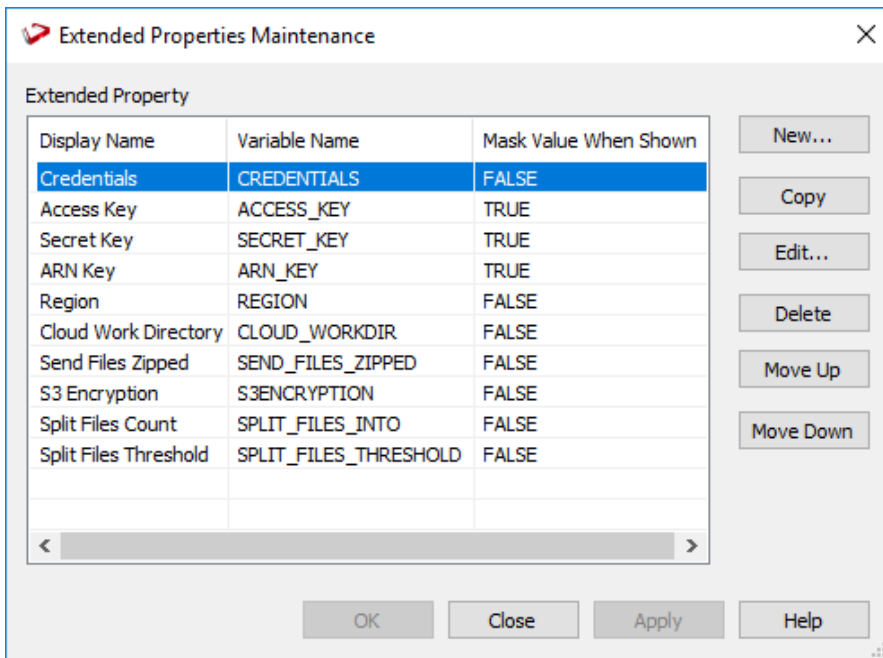 Extended Properties Maintenance
Extended Property
Display Name Variable Name Mask Value When Shown
Credentials CREDENTIALS FALSE
Access Key ACCESS_KEY TRUE
Secret Key SECRET_KEY TRUE
ARN Key ARN_KEY TRUE
Region REGION FALSE
Cloud Work Directory CLOUD_WORKDIR FALSE
Send Files Zipped SEND_FILES_ZIPPED FALSE
S3 Encryption S3ENCRYPTION FALSE
Split Files Count SPLIT_FILES_INTO FALSE
Split Files Threshold SPLIT_FILES_THRESHOLD FALSE
New...
Copy
Edit...
Delete
Move Up
Move Down
OK Close Apply Help